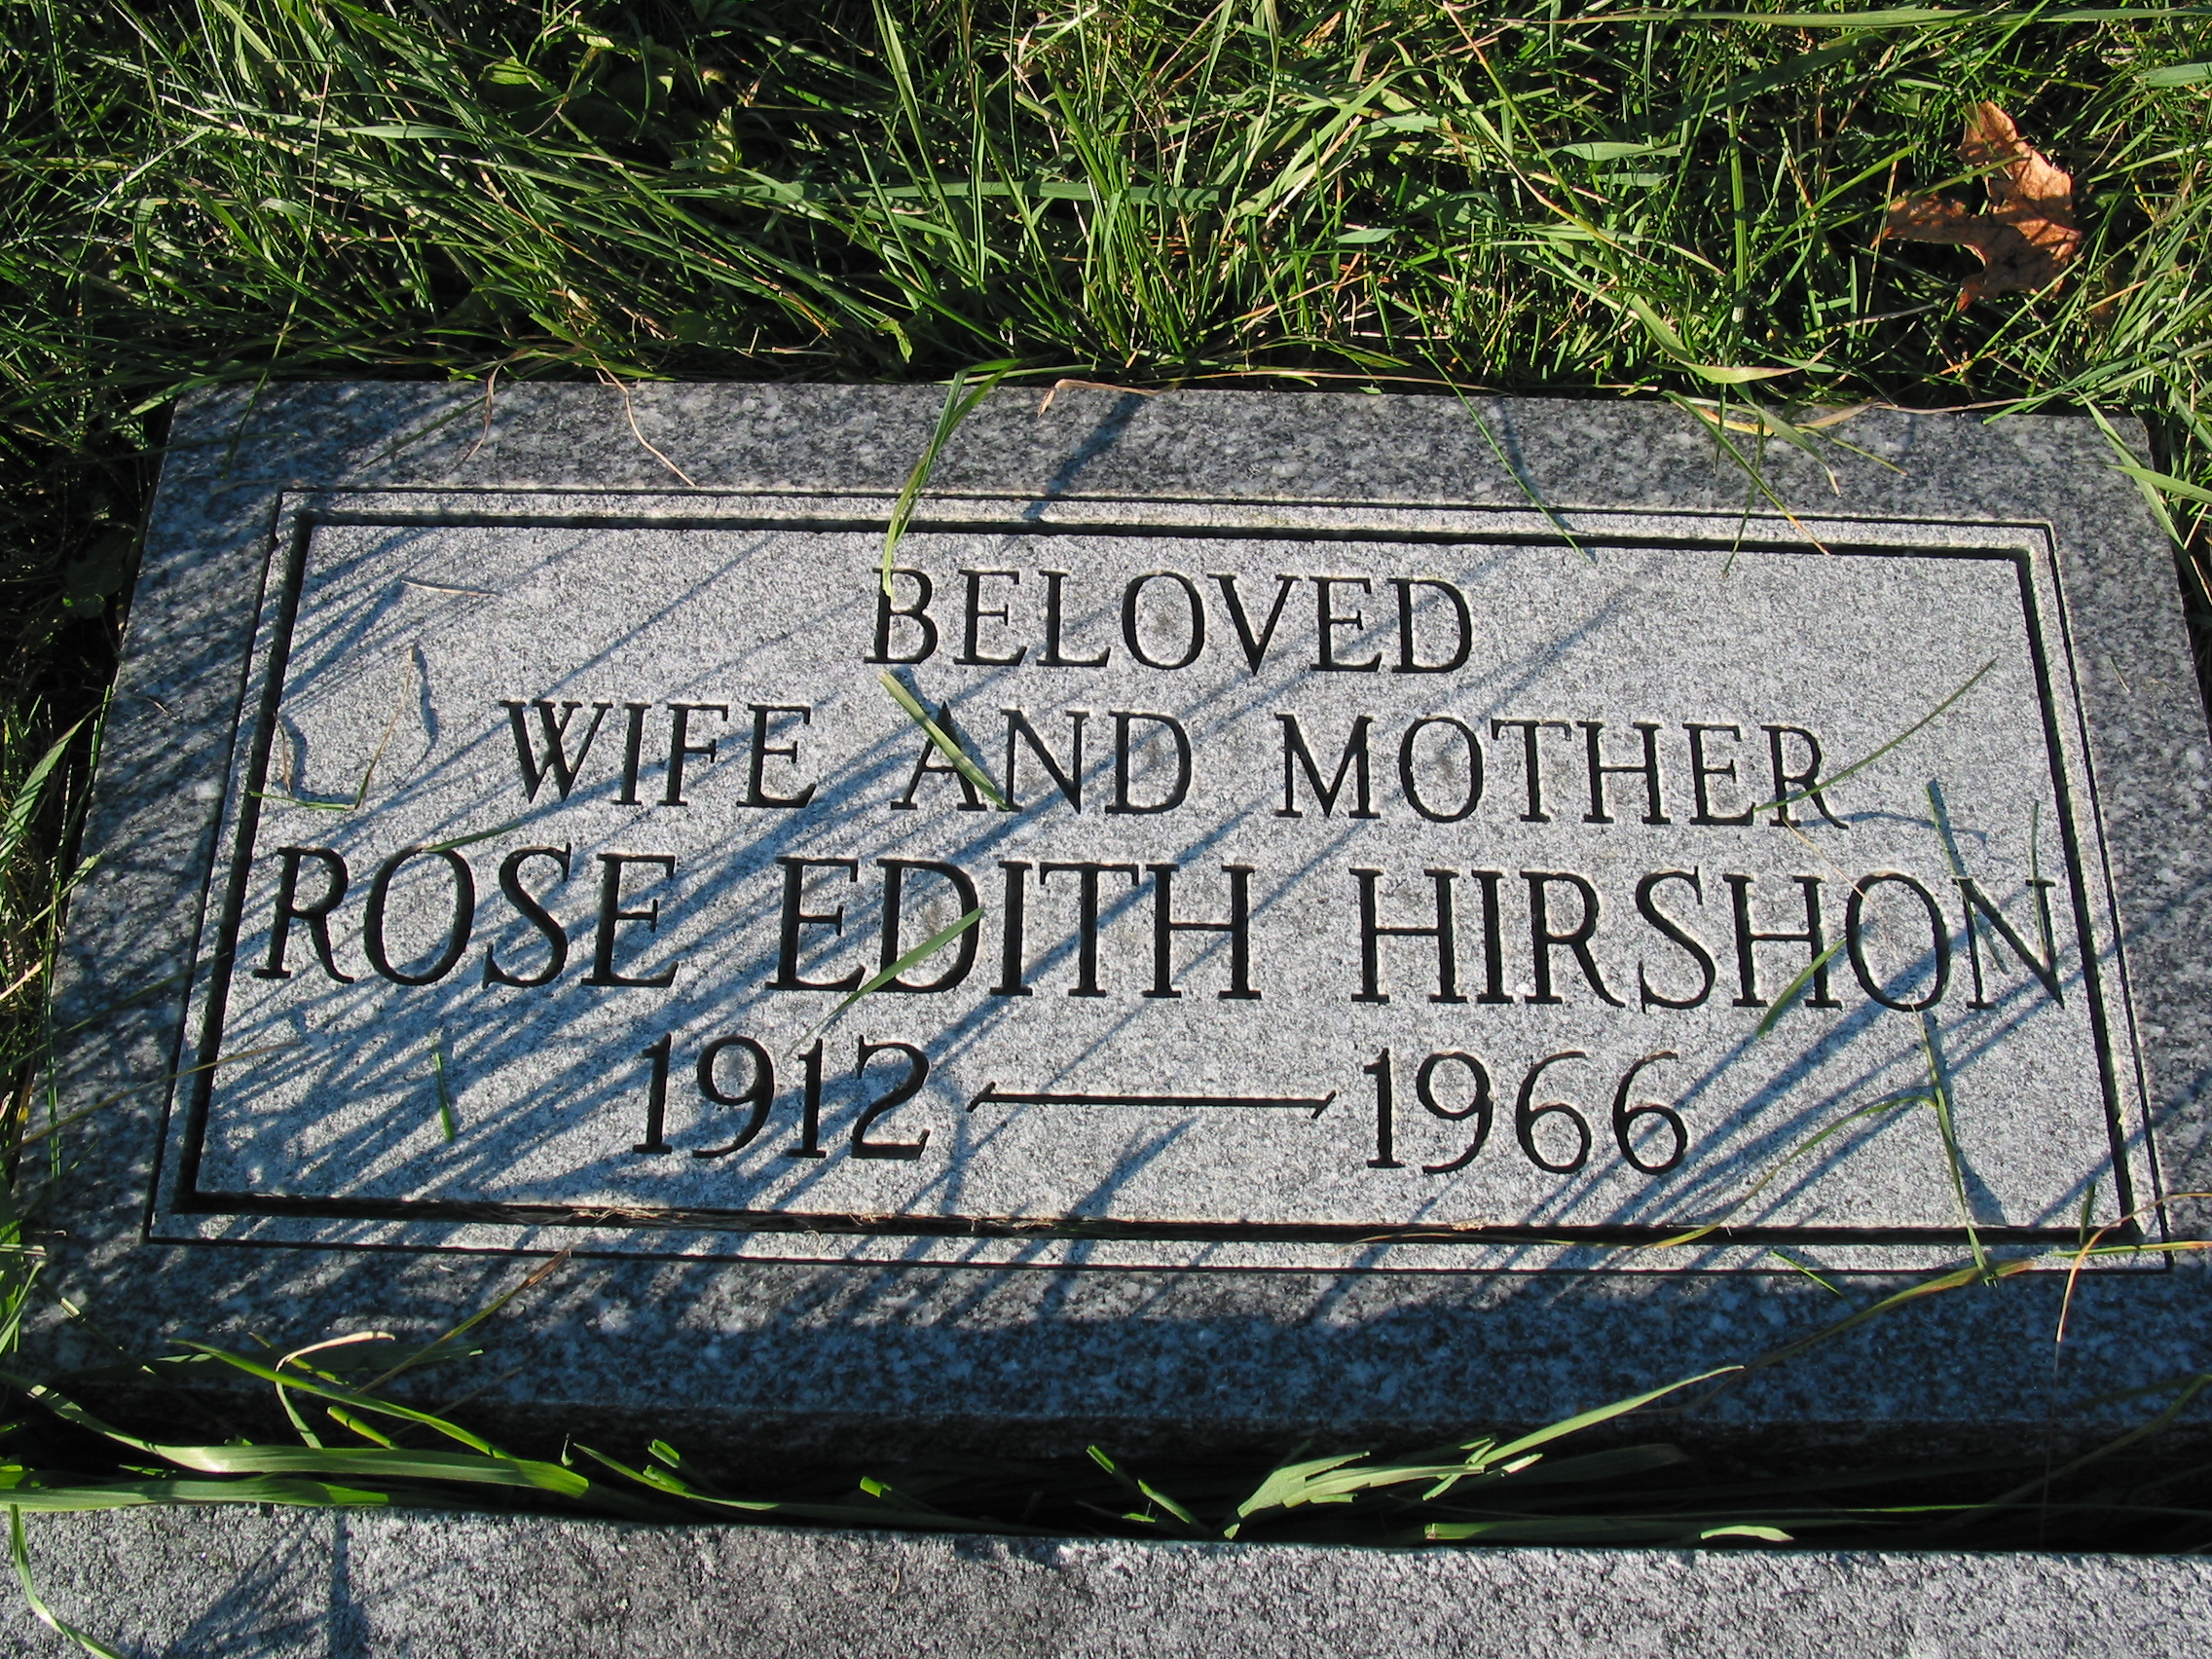 BELOVED
WIFE AND MOTHER
ROSE EDITH HIRSHON
1912 — 1966